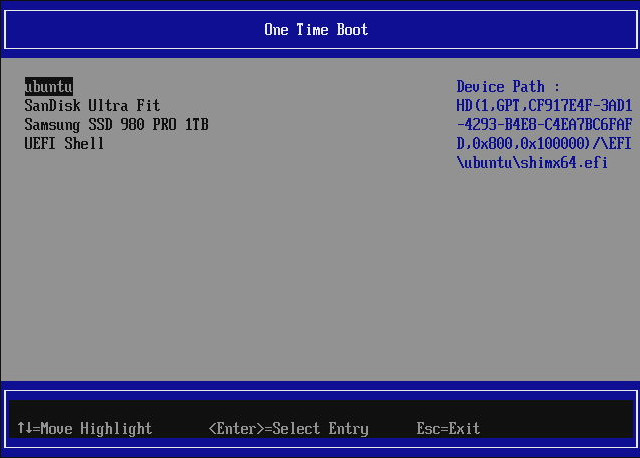 One Time Boot
ubuntu
SanDisk Ultra Fit
Samsung SSD 980 PRO 1TB
UEFI Shell
Device Path :
HD(1,GPT,CF917E4F-3AD1
-4293-B4E8-C4EA7BC6FAF
D,0x800,0x100000)/\EFI
\ubuntu\shimx64.efi
↑↓=Move Highlight <Enter>=Select Entry Esc=Exit